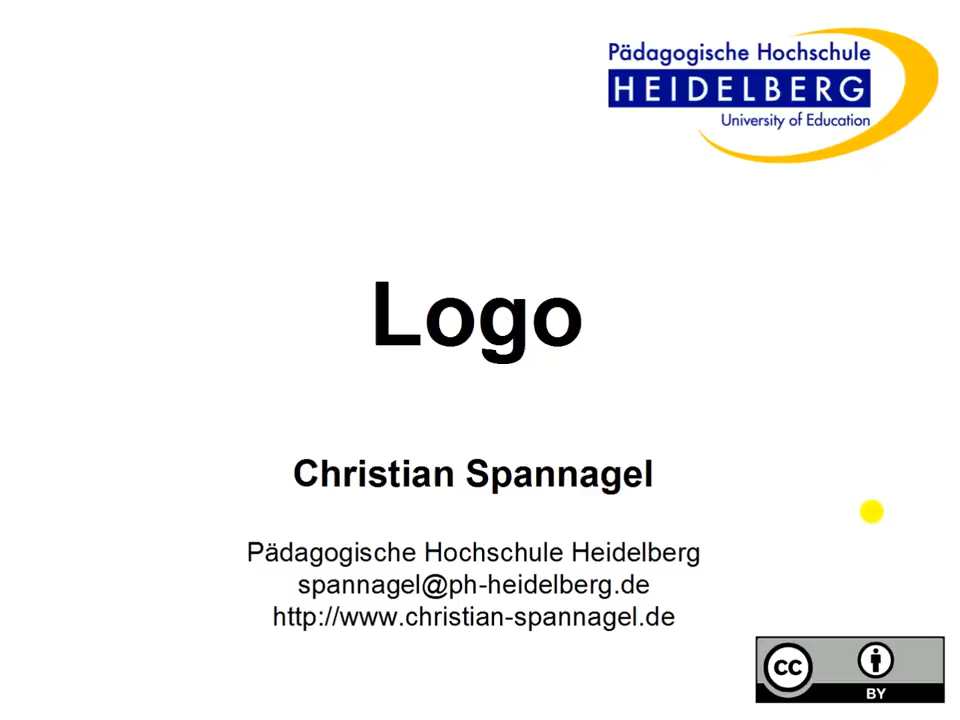 Pädagogische Hochschule
HEIDELBERG
University of Education
Logo
Christian Spannagel
Pädagogische Hochschule Heidelberg
spannagel@ph-heidelberg.de
http://www.christian-spannagel.de
cc
BY